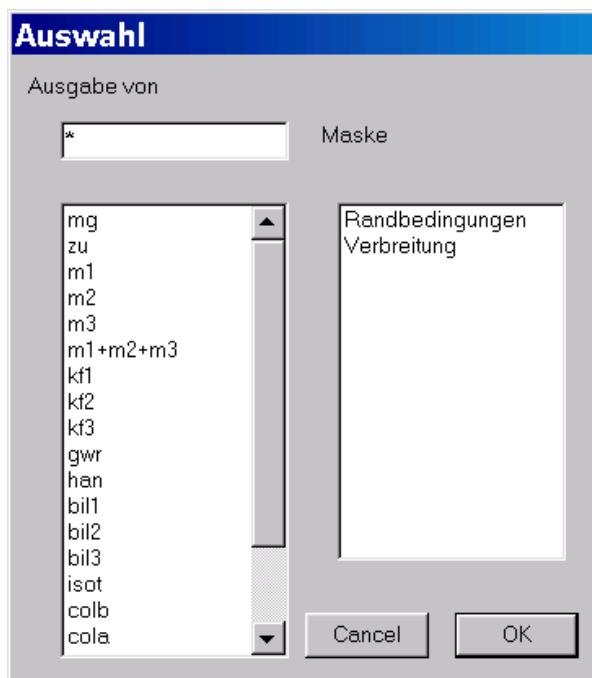 Auswahl
Ausgabe von
*
Maske
mg
zu
m1
m2
m3
m1+m2+m3
kf1
kf2
kf3
gwr
han
bil1
bil2
bil3
isot
colb
cola
Randbedingungen
Verbreitung
Cancel
OK